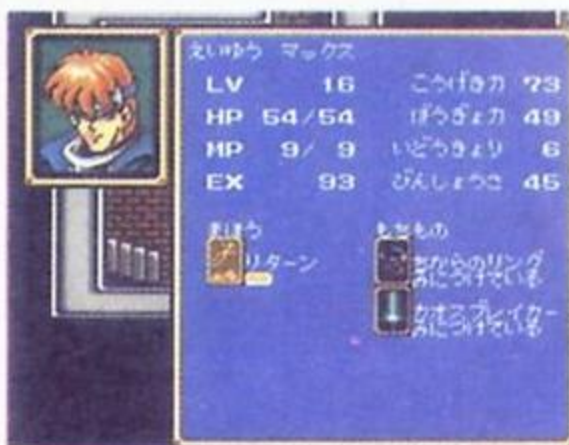 えいゆう マックス
LV 16 こうげき力 73
HP 54/54 ぼうぎょ力 49
MP 9/ 9 いどうきょり 6
EX 93 びんしょうさ 45
まほう もちもの
リターン ちからのリング
みにつけている
カオスブレイカー
みにつけている